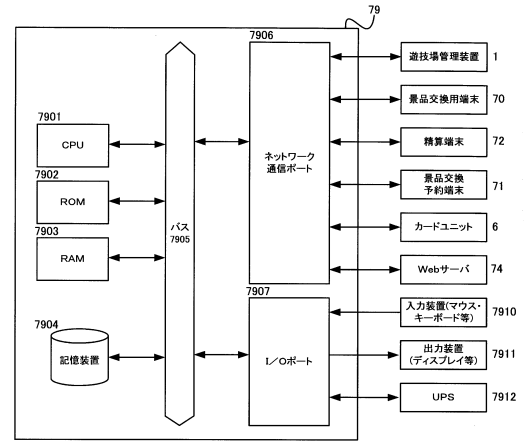 79
7906
7901
CPU
7902
ROM
7903
RAM
7904
記憶装置
バス
7905
ネットワーク
通信ポート
7907
I/Oポート
遊技場管理装置
1
景品交換用端末
70
精算端末
72
景品交換
予約端末
71
カードユニット
6
Webサーバ
74
入力装置(マウス・
キーボード等)
7910
出力装置
(ディスプレイ等)
7911
UPS
7912